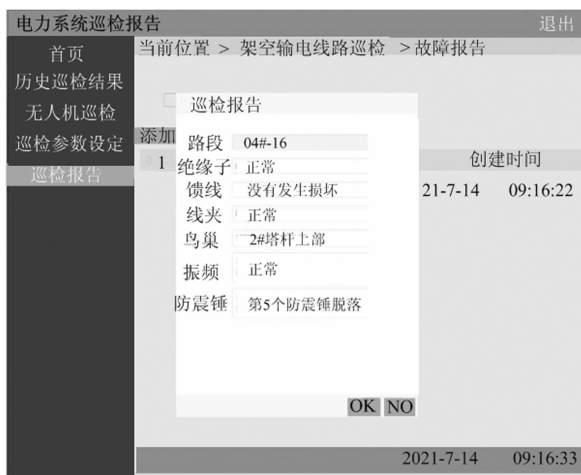 电力系统巡检报告
退出
首页
历史巡检结果
无人机巡检
巡检参数设定
巡检报告
当前位置 > 架空输电线路巡检 >故障报告
添加
1
创建时间
21-7-14 09:16:22
巡检报告
路段 04#-16
绝缘子 正常
馈线 没有发生损坏
线夹 正常
鸟巢 2#塔杆上部
振频 正常
防震锤 第5个防震锤脱落
OK NO
2021-7-14 09:16:33